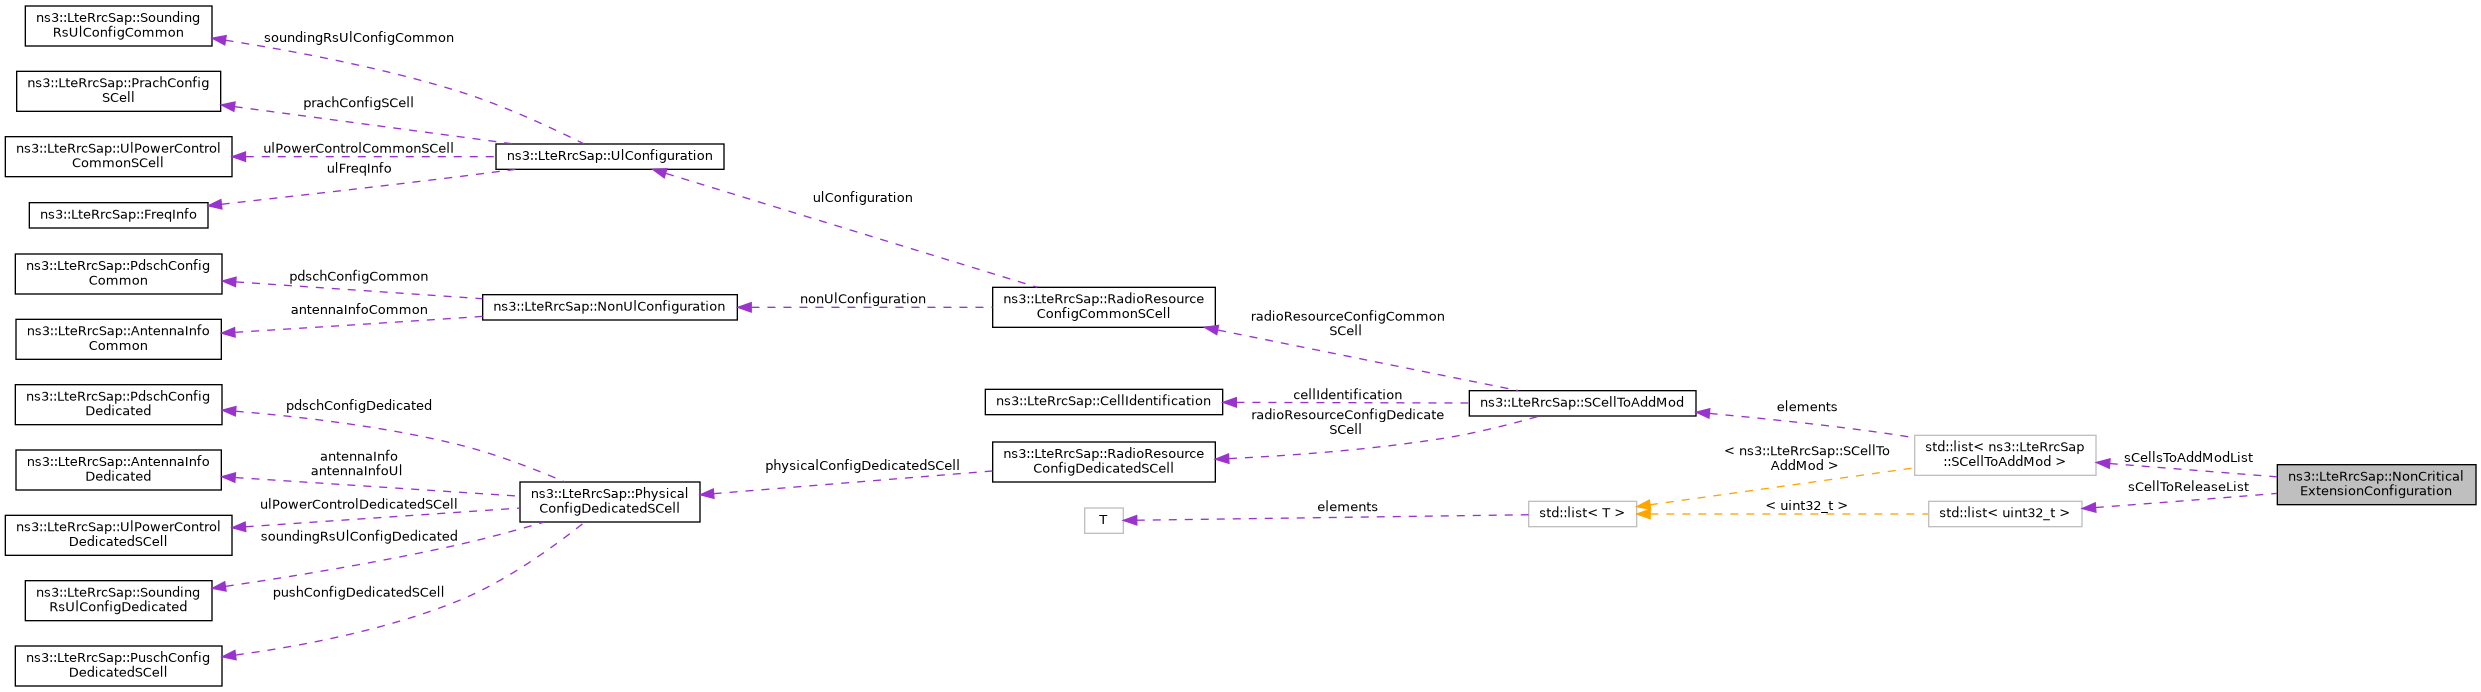 ns3::LteRrcSap::Sounding
RsUlConfigCommon
ns3::LteRrcSap::PrachConfig
SCell
ns3::LteRrcSap::UlPowerControl
CommonSCell
ns3::LteRrcSap::FreqInfo
ns3::LteRrcSap::PdschConfig
Common
ns3::LteRrcSap::AntennaInfo
Common
ns3::LteRrcSap::PdschConfig
Dedicated
ns3::LteRrcSap::AntennaInfo
Dedicated
ns3::LteRrcSap::UlPowerControl
DedicatedSCell
ns3::LteRrcSap::Sounding
RsUlConfigDedicated
ns3::LteRrcSap::PuschConfig
DedicatedSCell
soundingRsUlConfigCommon
prachConfigSCell
ulPowerControlCommonSCell
ulFreqInfo
pdschConfigCommon
antennaInfoCommon
pdschConfigDedicated
antennaInfo
antennaInfoUl
ulPowerControlDedicatedSCell
soundingRsUlConfigDedicated
pushConfigDedicatedSCell
ns3::LteRrcSap::UlConfiguration
ns3::LteRrcSap::NonUlConfiguration
ns3::LteRrcSap::Physical
ConfigDedicatedSCell
ulConfiguration
nonUlConfiguration
physicalConfigDedicatedSCell
ns3::LteRrcSap::RadioResource
ConfigCommonSCell
ns3::LteRrcSap::CellIdentification
ns3::LteRrcSap::RadioResource
ConfigDedicatedSCell
T
radioResourceConfigCommon
SCell
cellIdentification
radioResourceConfigDedicate
SCell
elements
ns3::LteRrcSap::SCellToAddMod
std::list< T >
elements
< ns3::LteRrcSap::SCellTo
AddMod >
< uint32_t >
std::list< ns3::LteRrcSap
::SCellToAddMod >
std::list< uint32_t >
sCellsToAddModList
sCellToReleaseList
ns3::LteRrcSap::NonCritical
ExtensionConfiguration